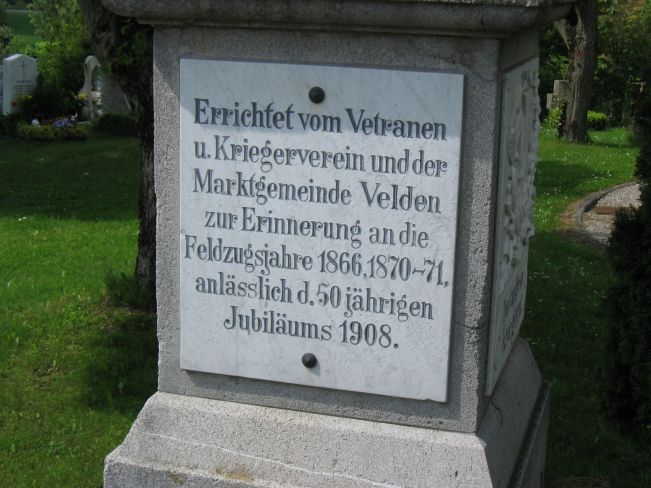 Errichtet vom Vetranen
u. Kriegerverein und der
Marktgemeinde Velden
zur Erinnerung an die
Feldzugsjahre 1866, 1870-71,
anlässlich d. 50 jährigen
Jubiläums 1908.